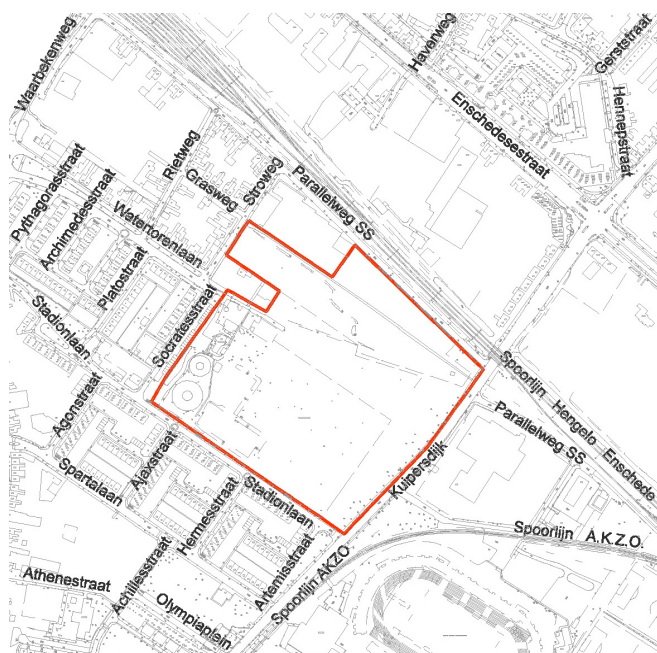 Waarbekenweg
Haverweg
Gerststraat
Enschedesestraat
Hennepstraat
Rietweg
Grasweg
Stroweg
Parallelweg SS
Pythagorasstraat
Archimedesstraat
Watertorenlaan
Platostraat
Socratesstraat
Stadionlaan
Agonstraat
Ajaxstraat
Spartalaan
Hermesstraat
Stadionlaan
Kuipersdijk
Spoorlijn Hengelo Enschede
Parallelweg SS
Spoorlijn A.K.Z.O.
Artemisstraat
Spoorlijn AKZO
Athenestraat
Achillesstraat
Olympiaplein